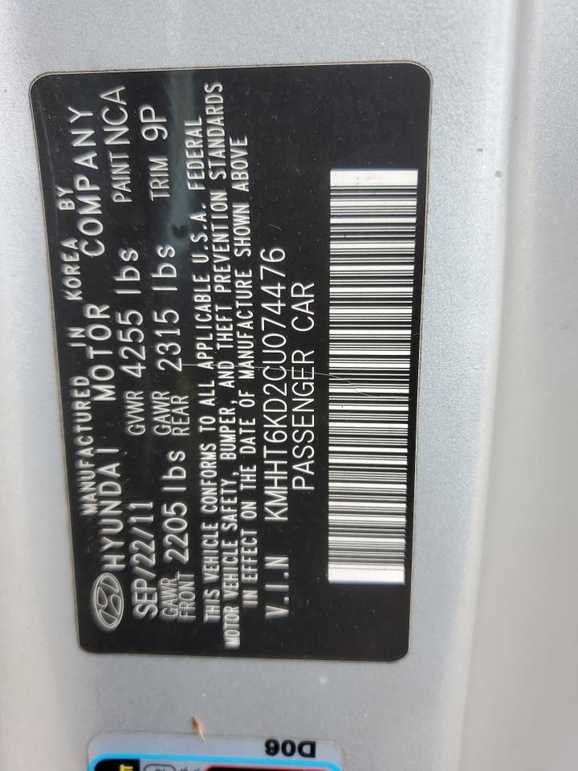 MANUFACTURED IN KOREA BY
HYUNDAI MOTOR COMPANY
SEP/22/11 GVWR 4255 lbs PAINT NCA
GAWR FRONT 2205 lbs GAWR REAR 2315 lbs TRIM 9P
THIS VEHICLE CONFORMS TO ALL APPLICABLE U.S.A. FEDERAL
MOTOR VEHICLE SAFETY, BUMPER, AND THEFT PREVENTION STANDARDS
IN EFFECT ON THE DATE OF MANUFACTURE SHOWN ABOVE
V.I.N KMHHT6KD2CU074476
PASSENGER CAR
D06